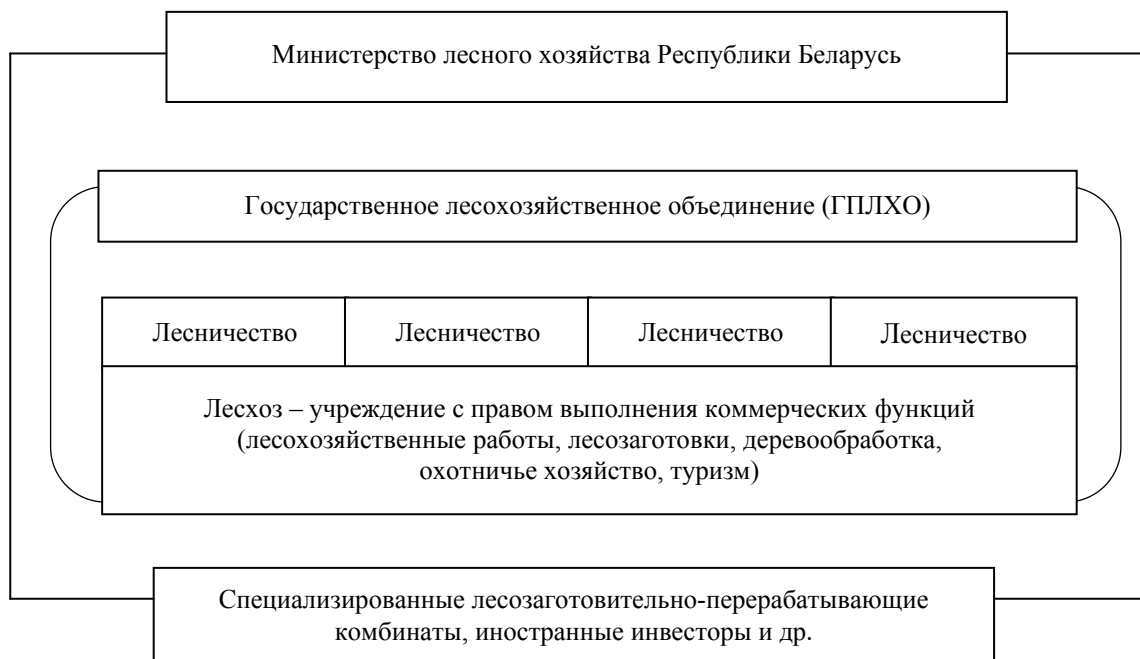 Министерство лесного хозяйства Республики Беларусь
Государственное лесохозяйственное объединение (ГПЛХО)
Лесничество Лесничество Лесничество Лесничество
Лесхоз – учреждение с правом выполнения коммерческих функций
(лесохозяйственные работы, лесозаготовки, деревообработка,
охотничье хозяйство, туризм)
Специализированные лесозаготовительно-перерабатывающие
комбинаты, иностранные инвесторы и др.